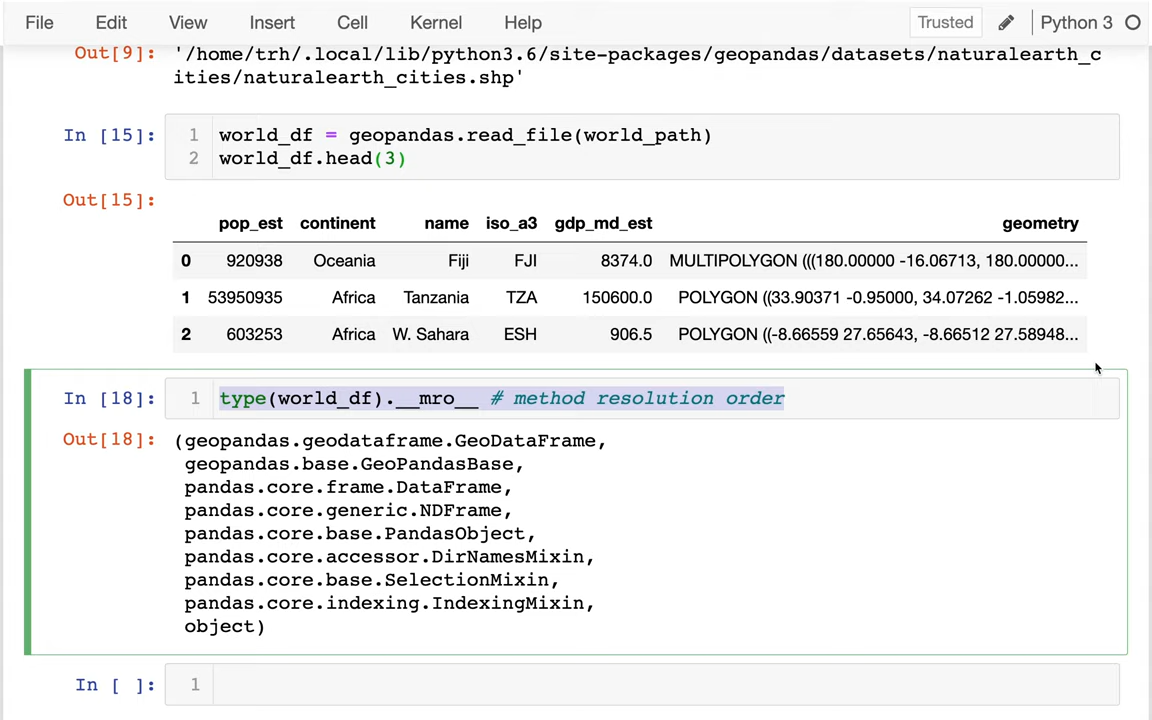 File Edit View Insert Cell Kernel Help Trusted Python 3
Out[9]: '/home/trh/.local/lib/python3.6/site-packages/geopandas/datasets/naturalearth_c
ities/naturalearth_cities.shp'
In [15]: 1 world_df = geopandas.read_file(world_path)
2 world_df.head(3)
Out[15]:
pop_est continent name iso_a3 gdp_md_est geometry
0 920938 Oceania Fiji FJI 8374.0 MULTIPOLYGON (((180.00000 -16.06713, 180.00000...
1 53950935 Africa Tanzania TZA 150600.0 POLYGON ((33.90371 -0.95000, 34.07262 -1.05982...
2 603253 Africa W. Sahara ESH 906.5 POLYGON ((-8.66559 27.65643, -8.66512 27.58948...
In [18]: 1 type(world_df).__mro__ # method resolution order
Out[18]: (geopandas.geodataframe.GeoDataFrame,
geopandas.base.GeoPandasBase,
pandas.core.frame.DataFrame,
pandas.core.generic.NDFrame,
pandas.core.base.PandasObject,
pandas.core.accessor.DirNamesMixin,
pandas.core.base.SelectionMixin,
pandas.core.indexing.IndexingMixin,
object)
In [ ]: 1